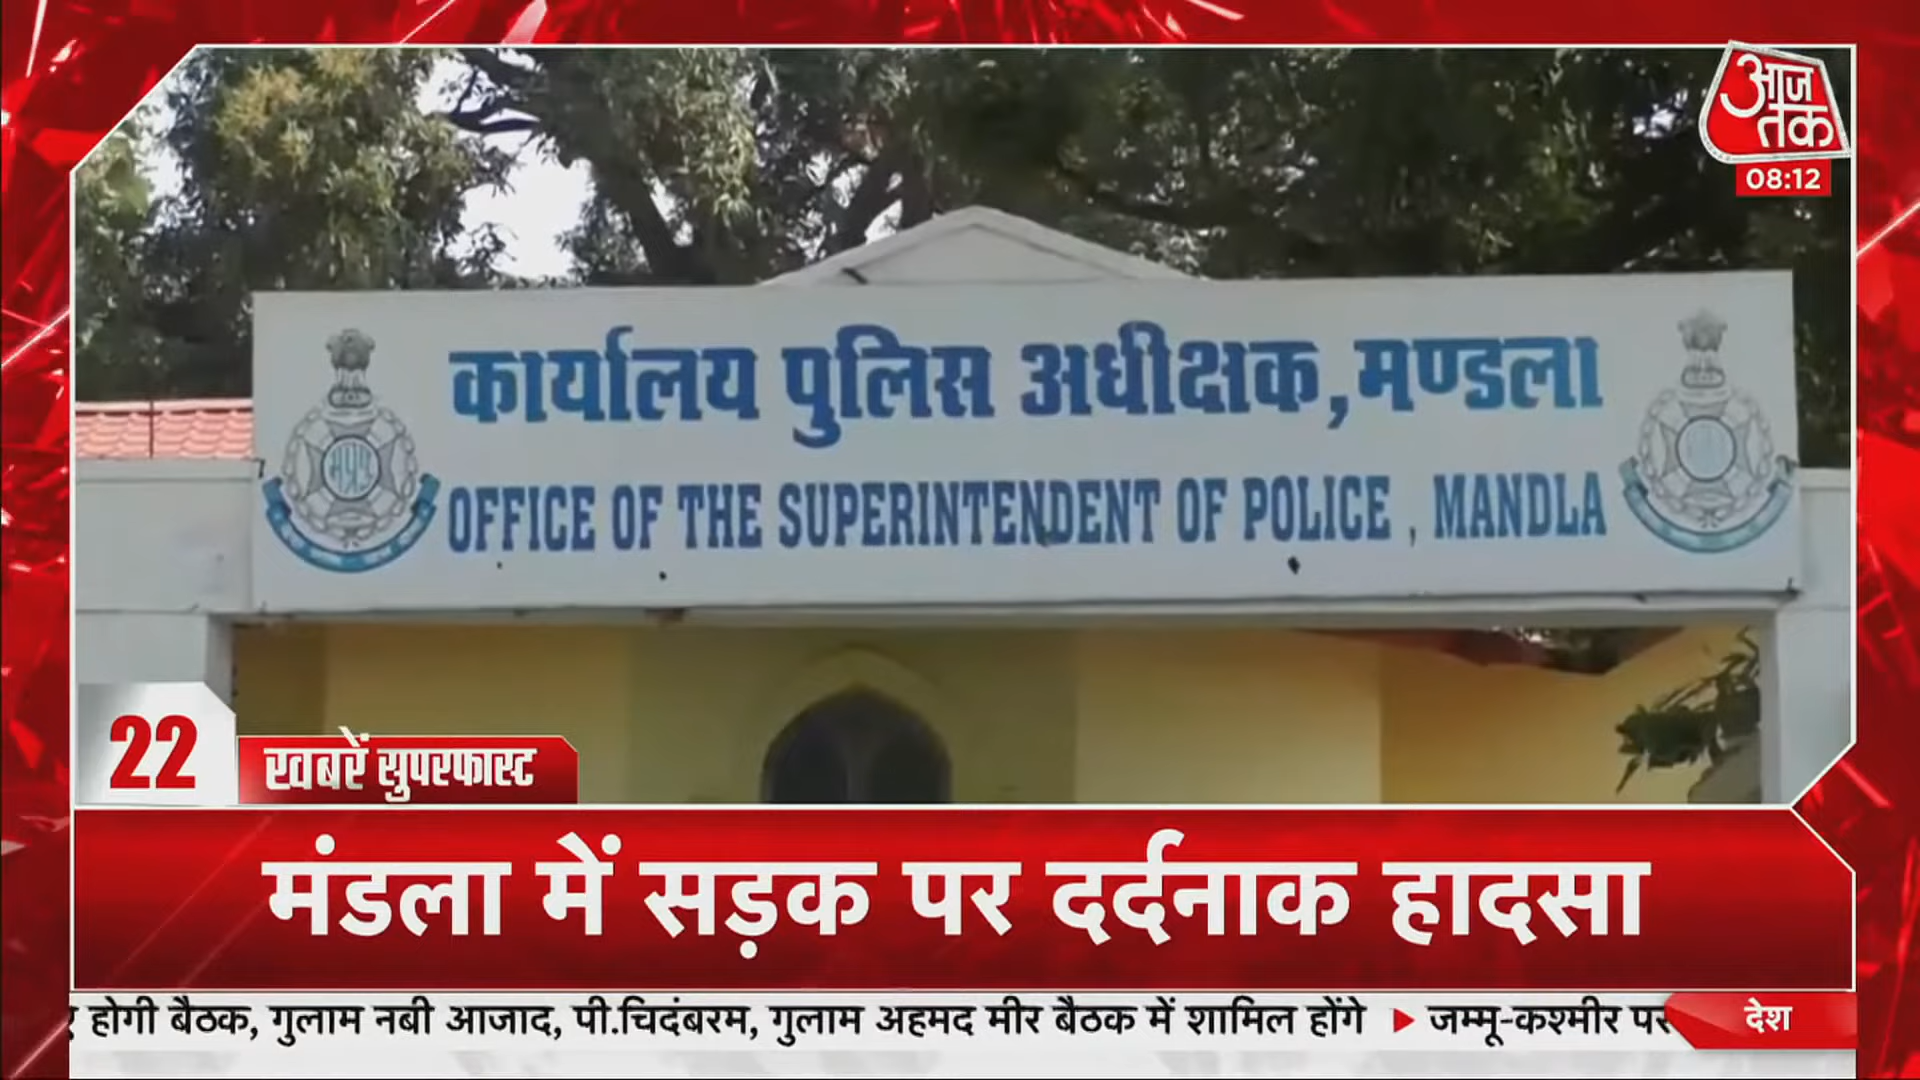 आज
तक
08:12
कार्यालय पुलिस अधीक्षक, मण्डला
OFFICE OF THE SUPERINTENDENT OF POLICE , MANDLA
22
खबरें सुपरफास्ट
मंडला में सड़क पर दर्दनाक हादसा
होगी बैठक, गुलाम नबी आजाद, पी.चिदंबरम, गुलाम अहमद मीर बैठक में शामिल होंगे ▶ जम्मू-कश्मीर पर
देश